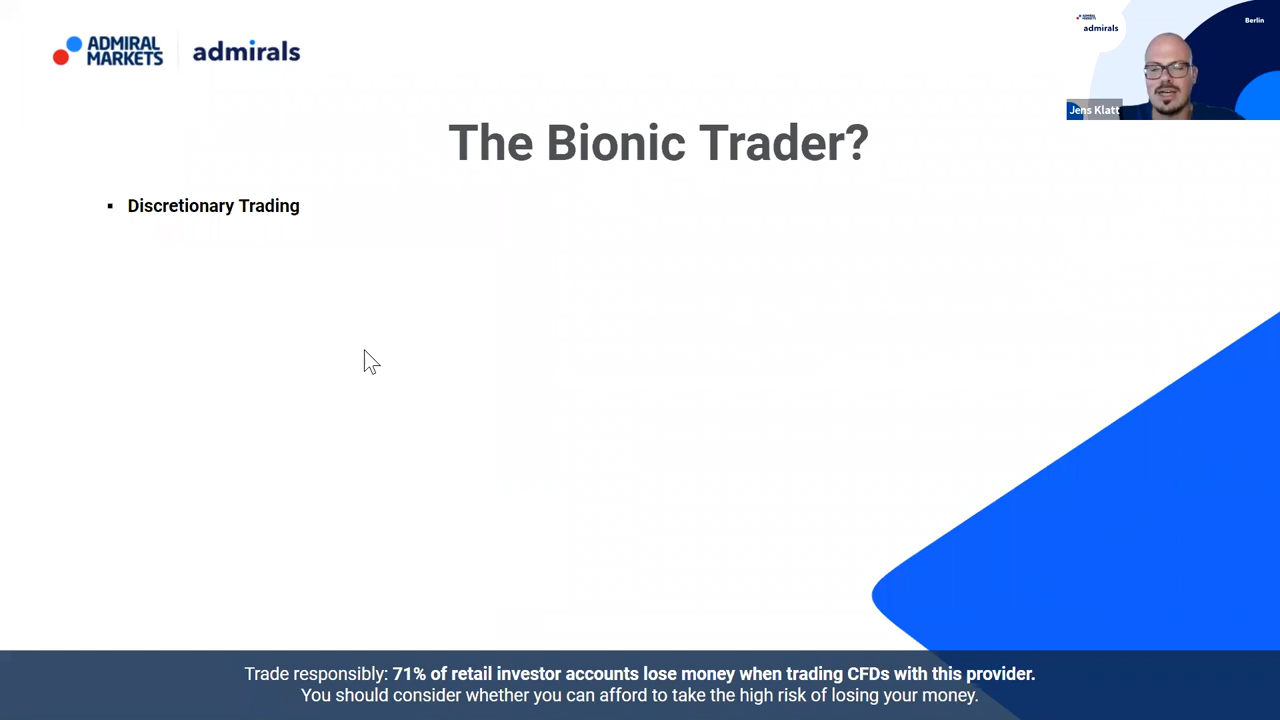 ADMIRAL
MARKETS
admirals
ADMIRAL
MARKETS
admirals
Berlin
Jens Klatt
The Bionic Trader?
▪ Discretionary Trading
Trade responsibly: 71% of retail investor accounts lose money when trading CFDs with this provider.
You should consider whether you can afford to take the high risk of losing your money.